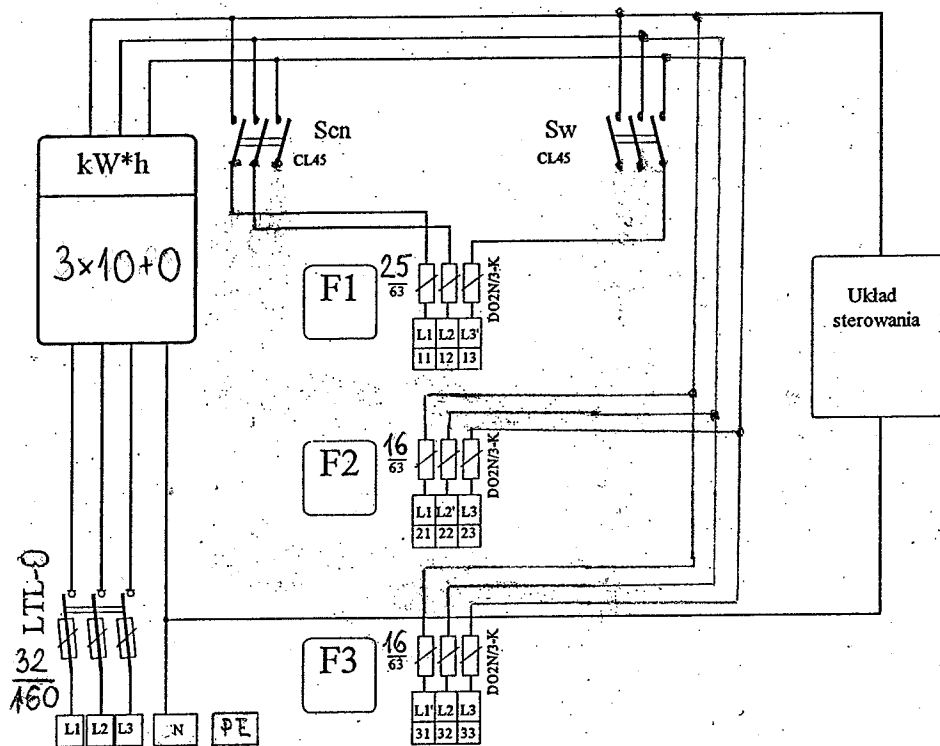 Scn
CL45
Sw
CL45
kW*h
3×10+0
F1
25
63
DO2N/3-K
L1 L2 L3'
11 12 13
Układ
sterowania
F2
16
63
DO2N/3-K
L1 L2' L3
21 22 23
LTL-0
32
160
F3
16
63
DO2N/3-K
L1' L2 L3
31 32 33
L1 L2 L3 N PE